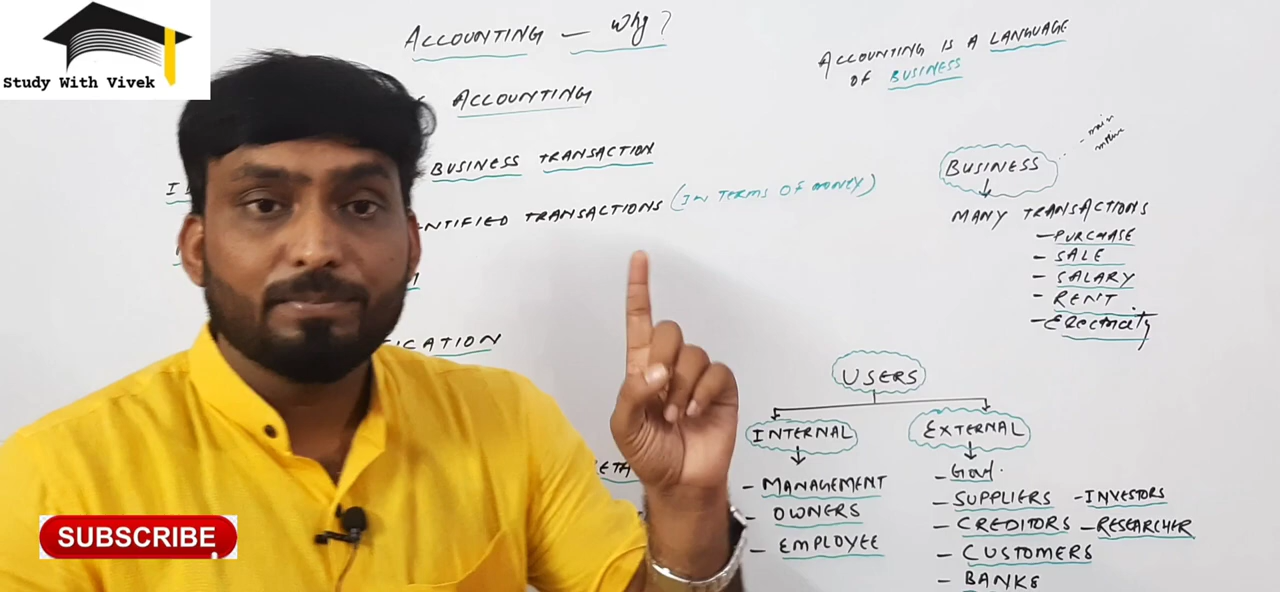 Study With Vivek
ACCOUNTING – Why?
ACCOUNTING IS A LANGUAGE
OF BUSINESS
ACCOUNTING
BUSINESS TRANSACTION
NTIFIED TRANSACTIONS (IN TERMS OF MONEY)
ICATION
BUSINESS
MANY TRANSACTIONS
- PURCHASE
- SALE
- SALARY
- RENT
- Electricity
USERS
INTERNAL
- MANAGEMENT
- OWNERS
- EMPLOYEE
EXTERNAL
- Govt.
- SUPPLIERS - INVESTORS
- CREDITORS - RESEARCHER
- CUSTOMERS
- BANKS
SUBSCRIBE